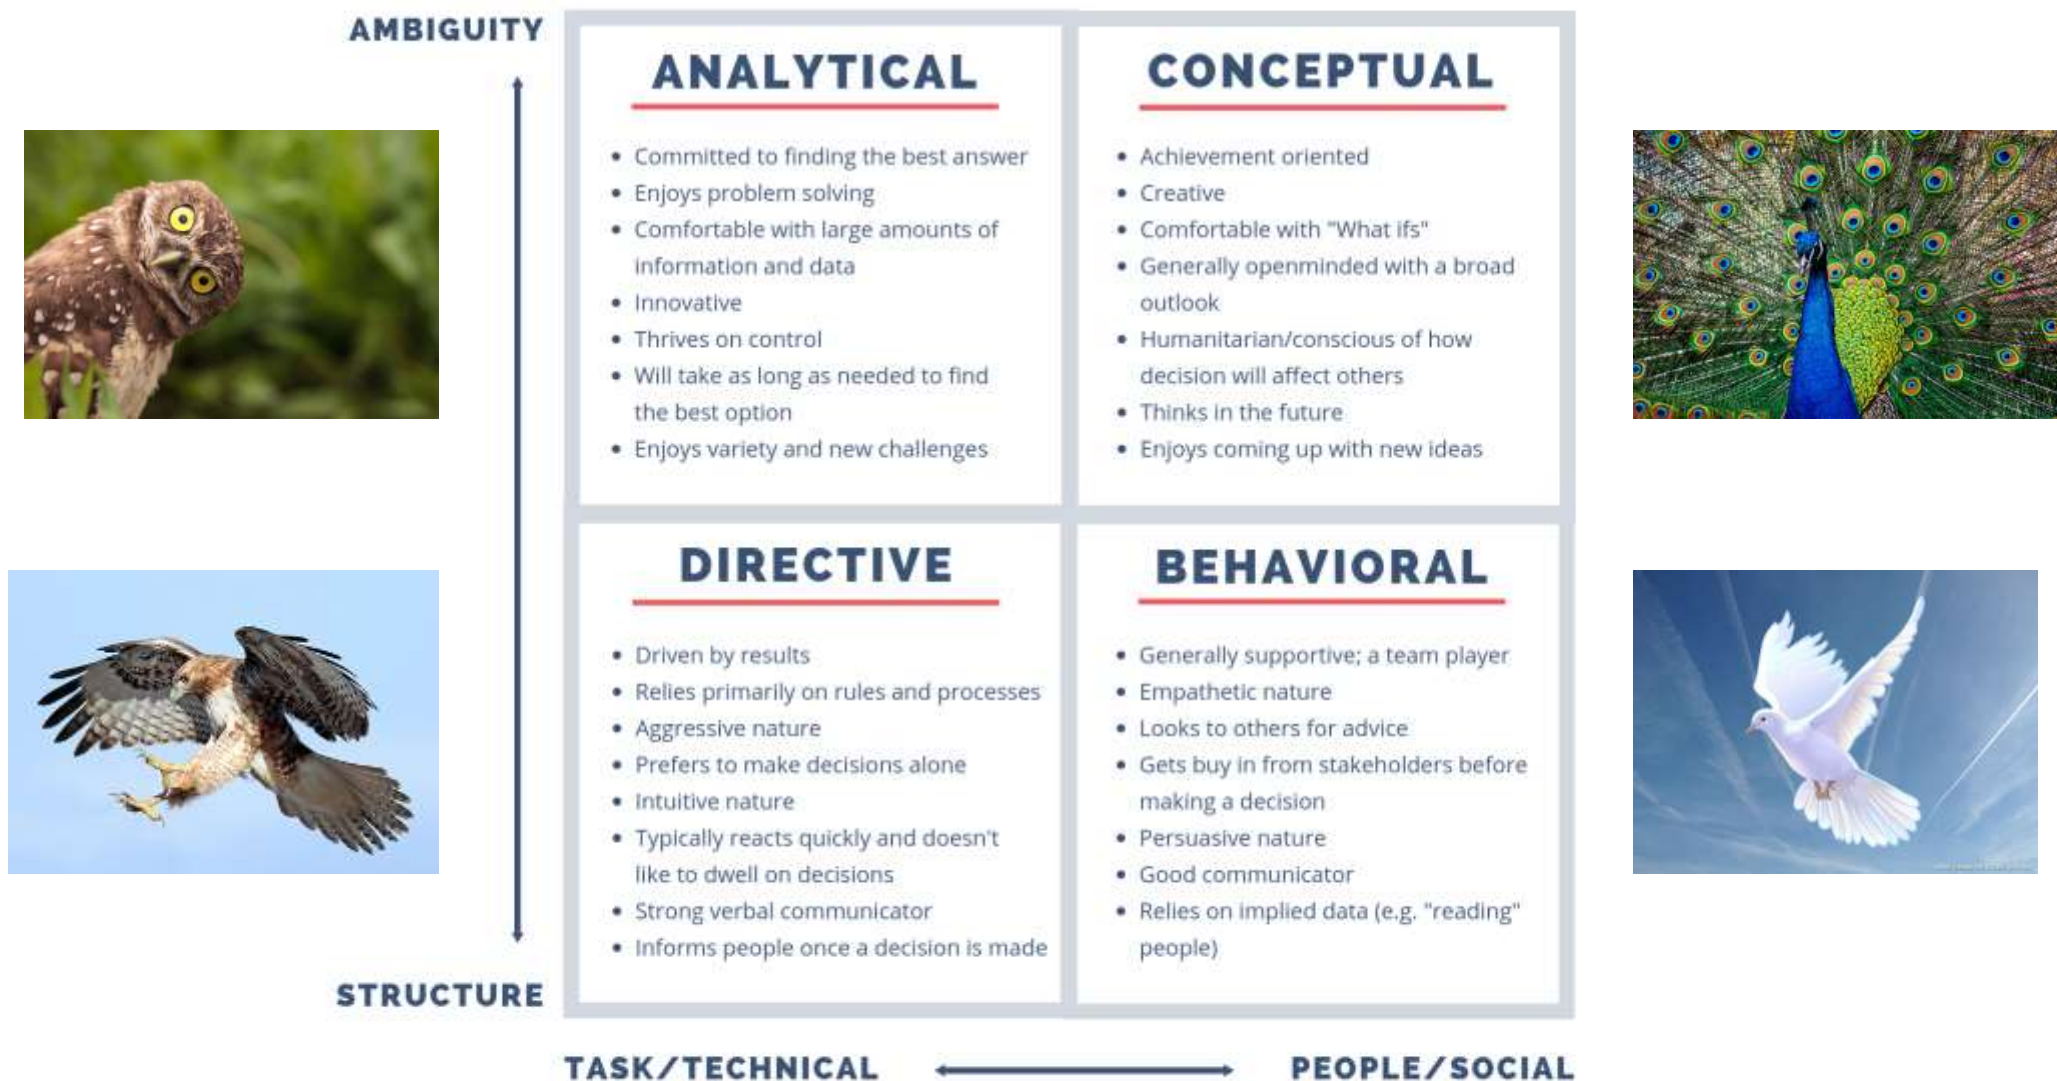 AMBIGUITY
ANALYTICAL
• Committed to finding the best answer
• Enjoys problem solving
• Comfortable with large amounts of
information and data
• Innovative
• Thrives on control
• Will take as long as needed to find
the best option
• Enjoys variety and new challenges
CONCEPTUAL
• Achievement oriented
• Creative
• Comfortable with "What ifs"
• Generally openminded with a broad
outlook
• Humanitarian/conscious of how
decision will affect others
• Thinks in the future
• Enjoys coming up with new ideas
DIRECTIVE
• Driven by results
• Relies primarily on rules and processes
• Aggressive nature
• Prefers to make decisions alone
• Intuitive nature
• Typically reacts quickly and doesn't
like to dwell on decisions
• Strong verbal communicator
• Informs people once a decision is made
BEHAVIORAL
• Generally supportive; a team player
• Empathetic nature
• Looks to others for advice
• Gets buy in from stakeholders before
making a decision
• Persuasive nature
• Good communicator
• Relies on implied data (e.g. "reading"
people)
STRUCTURE
TASK/TECHNICAL
PEOPLE/SOCIAL